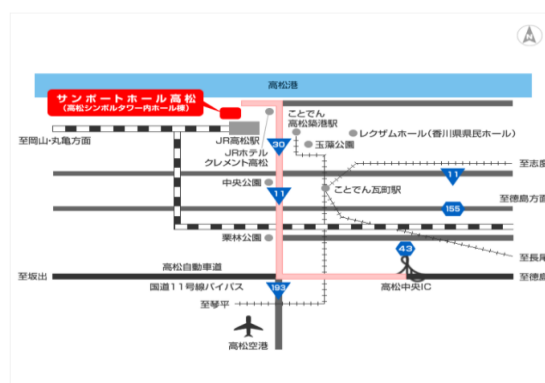 高松港
サンポートホール高松
(高松シンボルタワー内ホール棟)
ことでん
高松築港駅
レクザムホール(香川県県民ホール)
玉藻公園
至岡山・丸亀方面
JR高松駅
JRホテル
クレメント高松
30
至志度
11
中央公園
11
ことでん瓦町駅
至徳島方面
155
栗林公園
43
至長尾
高松自動車道
至坂出
国道11号線バイパス
193
高松中央IC
至徳島
至琴平
高松空港